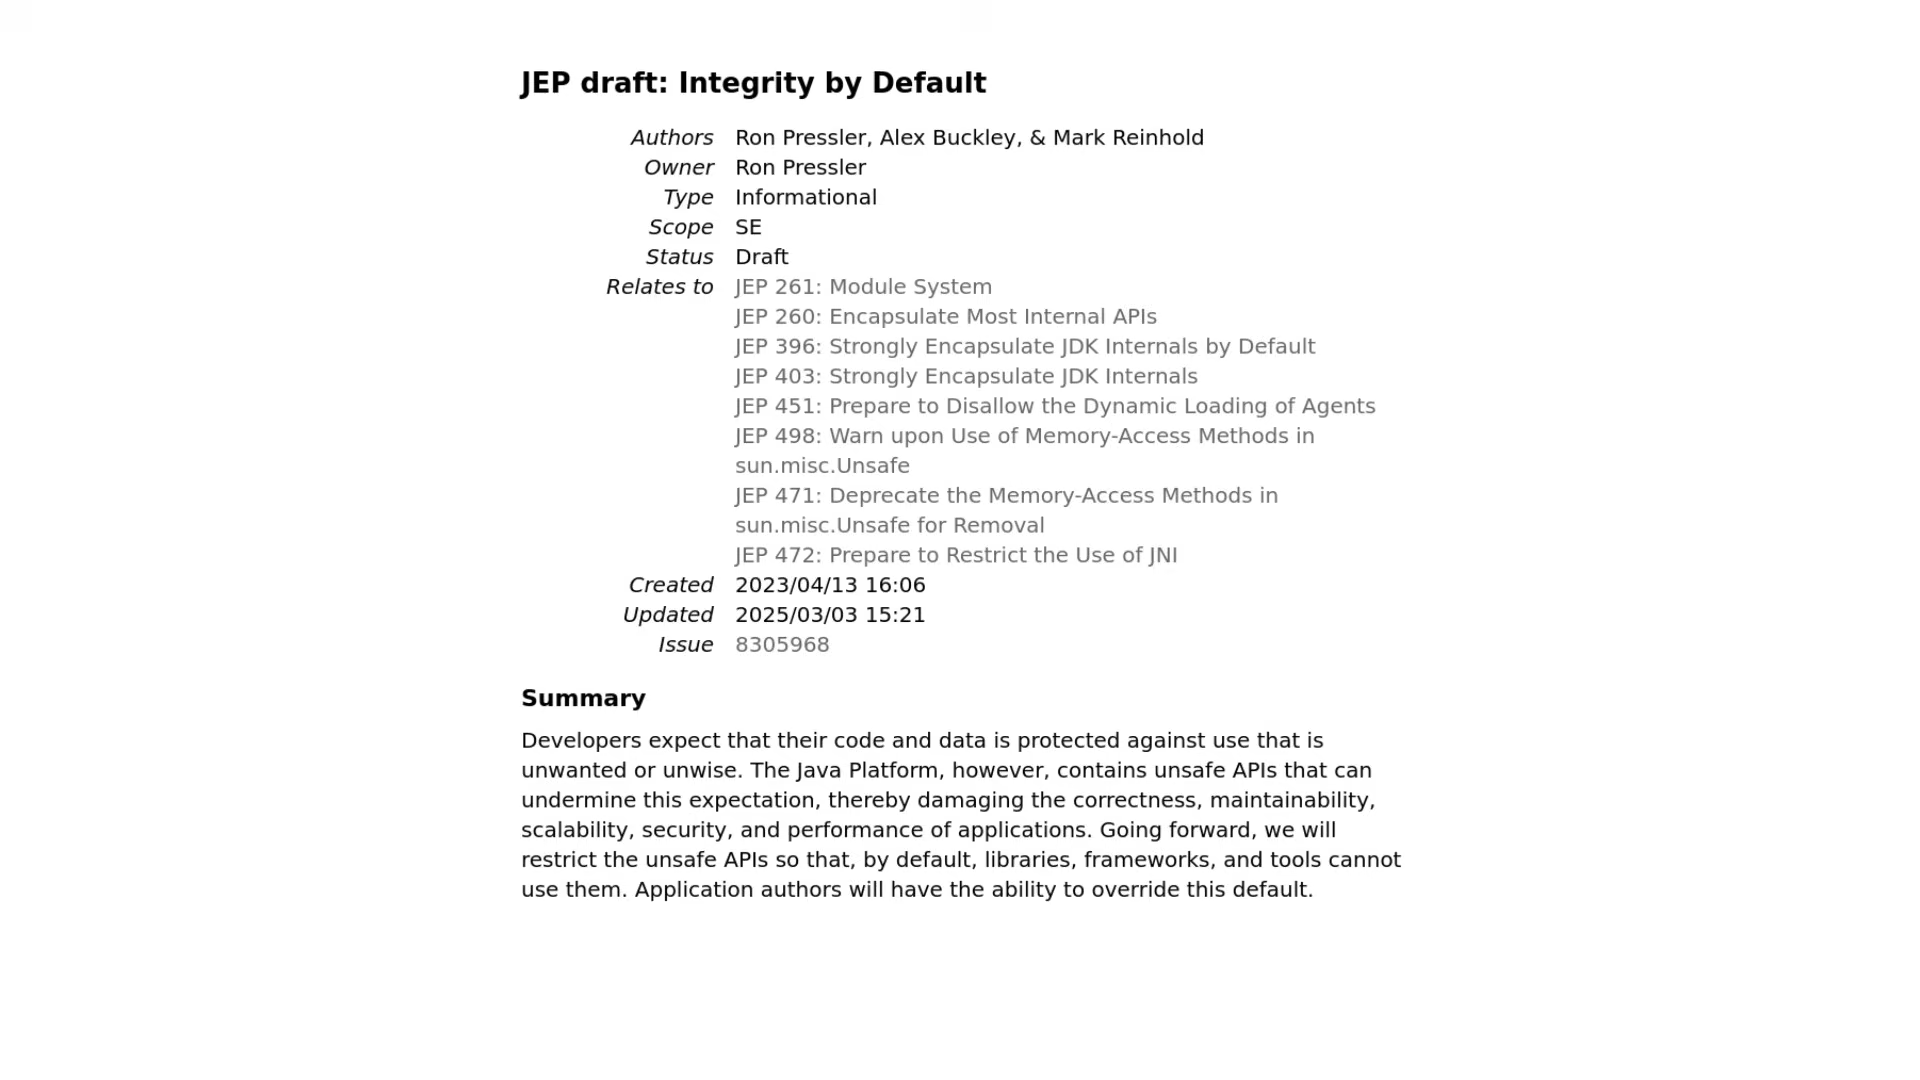 JEP draft: Integrity by Default
Authors Ron Pressler, Alex Buckley, & Mark Reinhold
Owner Ron Pressler
Type Informational
Scope SE
Status Draft
Relates to JEP 261: Module System
JEP 260: Encapsulate Most Internal APIs
JEP 396: Strongly Encapsulate JDK Internals by Default
JEP 403: Strongly Encapsulate JDK Internals
JEP 451: Prepare to Disallow the Dynamic Loading of Agents
JEP 498: Warn upon Use of Memory-Access Methods in
sun.misc.Unsafe
JEP 471: Deprecate the Memory-Access Methods in
sun.misc.Unsafe for Removal
JEP 472: Prepare to Restrict the Use of JNI
Created 2023/04/13 16:06
Updated 2025/03/03 15:21
Issue 8305968
Summary
Developers expect that their code and data is protected against use that is
unwanted or unwise. The Java Platform, however, contains unsafe APIs that can
undermine this expectation, thereby damaging the correctness, maintainability,
scalability, security, and performance of applications. Going forward, we will
restrict the unsafe APIs so that, by default, libraries, frameworks, and tools cannot
use them. Application authors will have the ability to override this default.